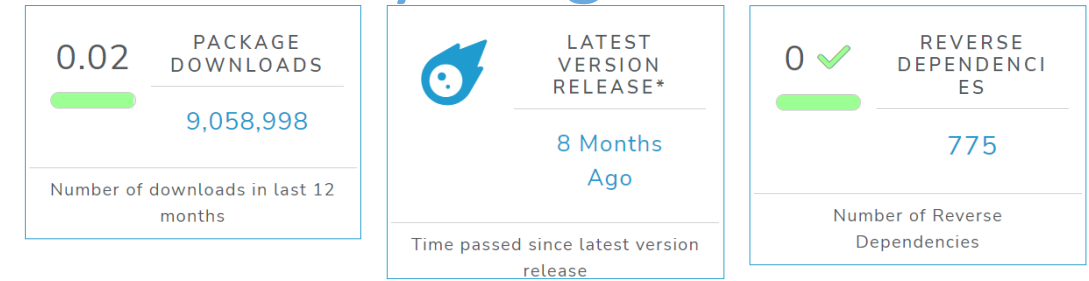 0.02
PACKAGE
DOWNLOADS
9,058,998
Number of downloads in last 12
months
LATEST
VERSION
RELEASE*
8 Months
Ago
Time passed since latest version
release
0
REVERSE
DEPENDENCI
ES
775
Number of Reverse
Dependencies